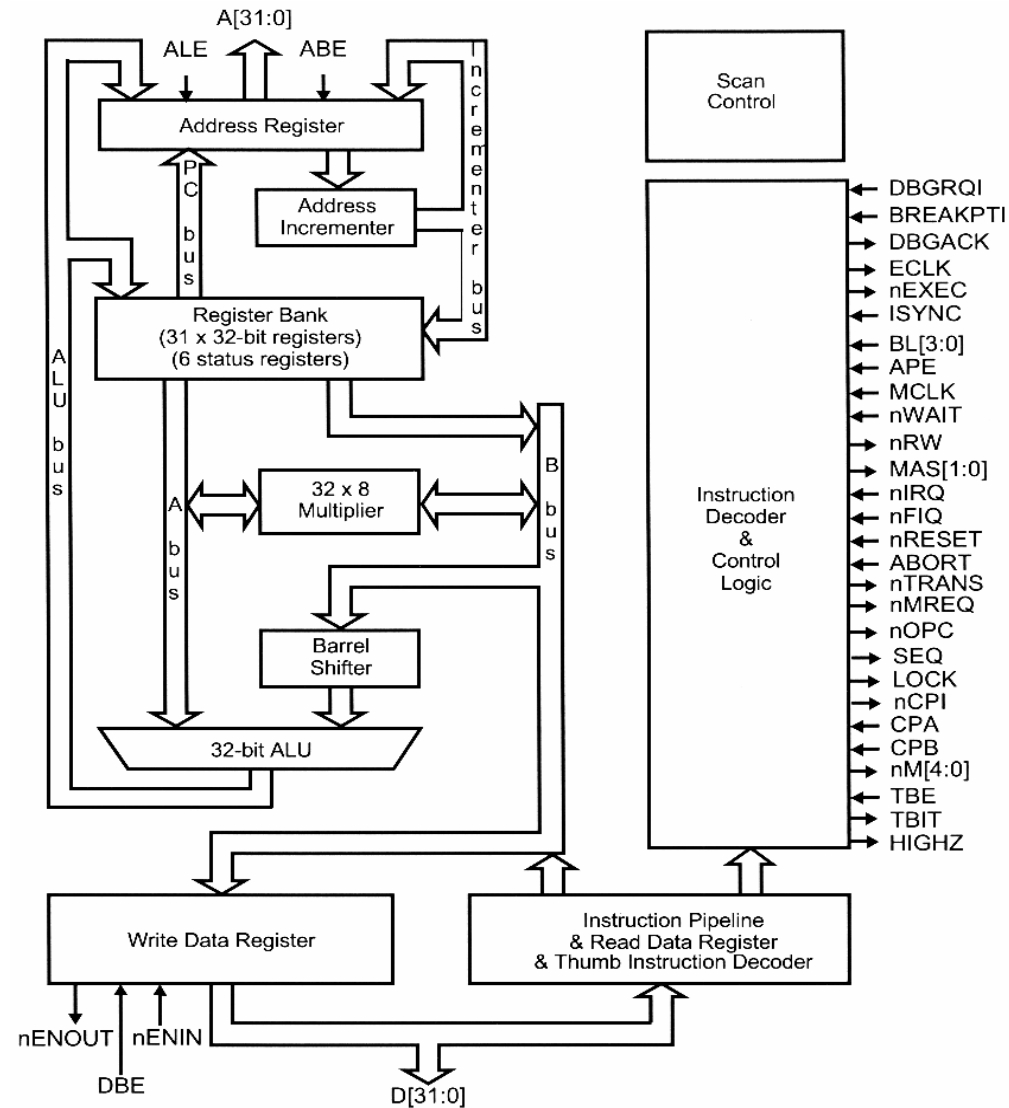 A[31:0]
ALE
ABE
Address Register
Incrementer bus
PC bus
Address
Incrementer
Register Bank
(31 x 32-bit registers)
(6 status registers)
ALU bus
A bus
B bus
32 x 8
Multiplier
Barrel
Shifter
32-bit ALU
Write Data Register
nENOUT
nENIN
DBE
D[31:0]
Instruction Pipeline
& Read Data Register
& Thumb Instruction Decoder
Scan
Control
Instruction
Decoder
&
Control
Logic
DBGRQI
BREAKPTI
DBGACK
ECLK
nEXEC
ISYNC
BL[3:0]
APE
MCLK
nWAIT
nRW
MAS[1:0]
nIRQ
nFIQ
nRESET
ABORT
nTRANS
nMREQ
nOPC
SEQ
LOCK
nCPI
CPA
CPB
nM[4:0]
TBE
TBIT
HIGHZ